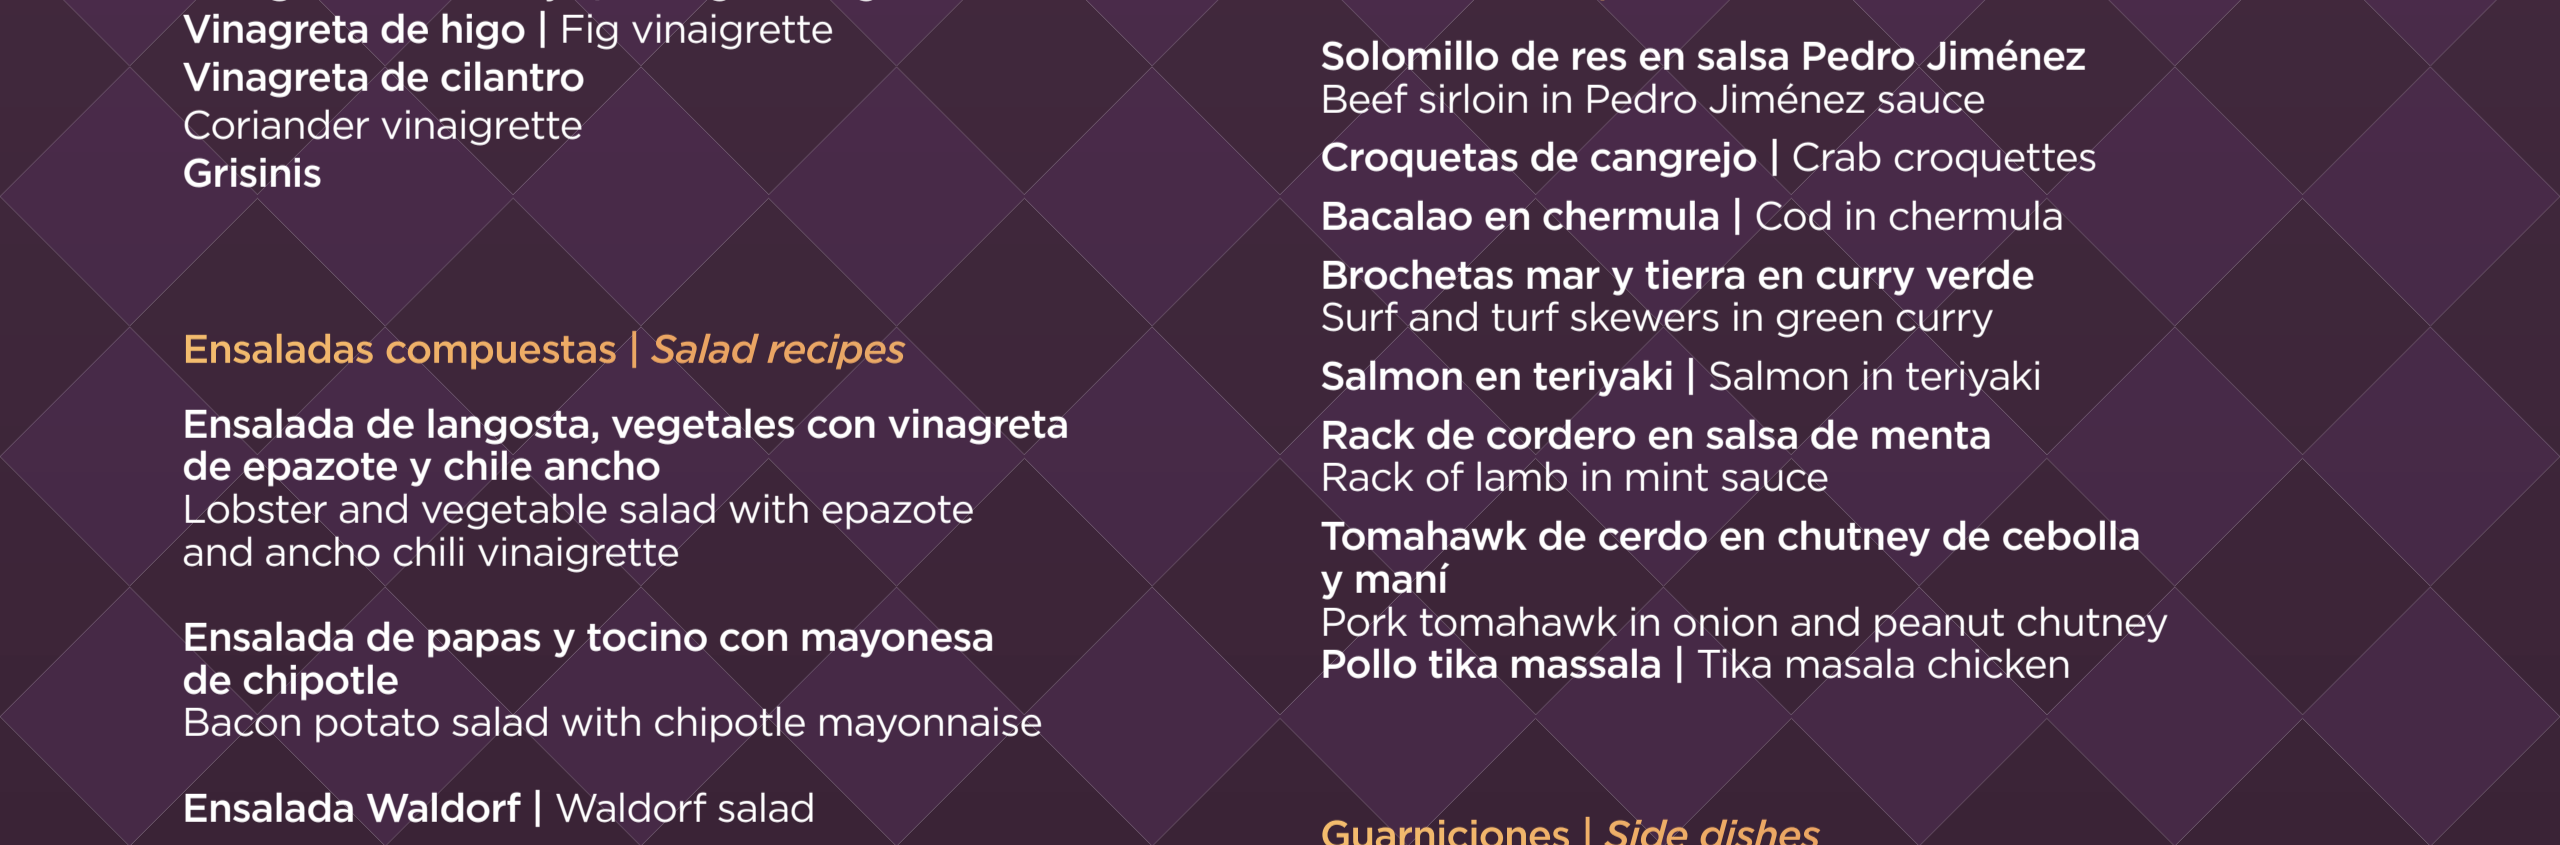 Vinagreta de higo | Fig vinaigrette
Vinagreta de cilantro
Coriander vinaigrette
Grisinis
Ensaladas compuestas | Salad recipes
Ensalada de langosta, vegetales con vinagreta
de epazote y chile ancho
Lobster and vegetable salad with epazote
and ancho chili vinaigrette
Ensalada de papas y tocino con mayonesa
de chipotle
Bacon potato salad with chipotle mayonnaise
Ensalada Waldorf | Waldorf salad
Solomillo de res en salsa Pedro Jiménez
Beef sirloin in Pedro Jiménez sauce
Croquetas de cangrejo | Crab croquettes
Bacalao en chermula | Cod in chermula
Brochetas mar y tierra en curry verde
Surf and turf skewers in green curry
Salmon en teriyaki | Salmon in teriyaki
Rack de cordero en salsa de menta
Rack of lamb in mint sauce
Tomahawk de cerdo en chutney de cebolla
y maní
Pork tomahawk in onion and peanut chutney
Pollo tika massala | Tika masala chicken
Guarniciones | Side dishes